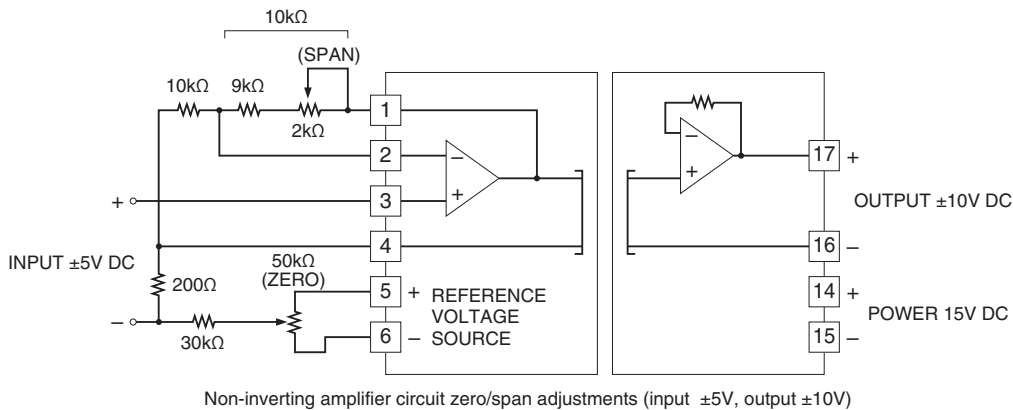 10kΩ
(SPAN)
10kΩ
9kΩ
2kΩ
1
2
3
4
5
6
−
+
+
INPUT ±5V DC
−
200Ω
30kΩ
50kΩ
(ZERO)
+ REFERENCE
VOLTAGE
− SOURCE
−
+
17 +
OUTPUT ±10V DC
16 −
14 +
POWER 15V DC
15 −
Non-inverting amplifier circuit zero/span adjustments (input ±5V, output ±10V)